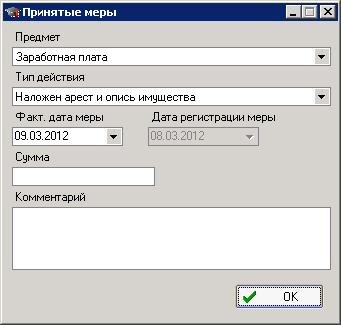 Принятые меры
Предмет
Заработная плата
Тип действия
Наложен арест и опись имущества
Факт. дата меры Дата регистрации меры
09.03.2012 08.03.2012
Сумма
Комментарий
OK